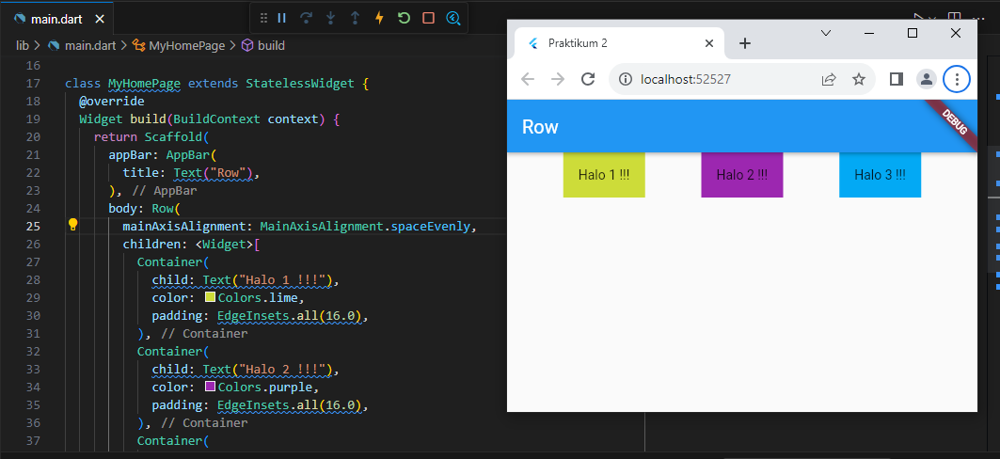 main.dart
lib > main.dart > MyHomePage > build
16
17 class MyHomePage extends StatelessWidget {
18 @override
19 Widget build(BuildContext context) {
20 return Scaffold(
21 appBar: AppBar(
22 title: Text("Row"),
23 ), // AppBar
24 body: Row(
25 mainAxisAlignment: MainAxisAlignment.spaceEvenly,
26 children: <Widget>[
27 Container(
28 child: Text("Halo 1 !!!"),
29 color: Colors.lime,
30 padding: EdgeInsets.all(16.0),
31 ), // Container
32 Container(
33 child: Text("Halo 2 !!!"),
34 color: Colors.purple,
35 padding: EdgeInsets.all(16.0),
36 ), // Container
37 Container(
Praktikum 2
localhost:52527
Row
DEBUG
Halo 1 !!!
Halo 2 !!!
Halo 3 !!!